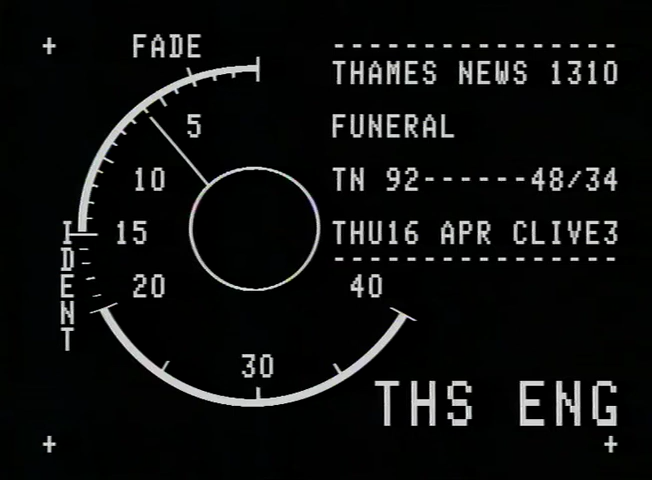 FADE
----------------
THAMES NEWS 1310
FUNERAL
TN 92------48/34
THU16 APR CLIVE3
----------------
5
10
15
20
30
40
IDENT
THS ENG